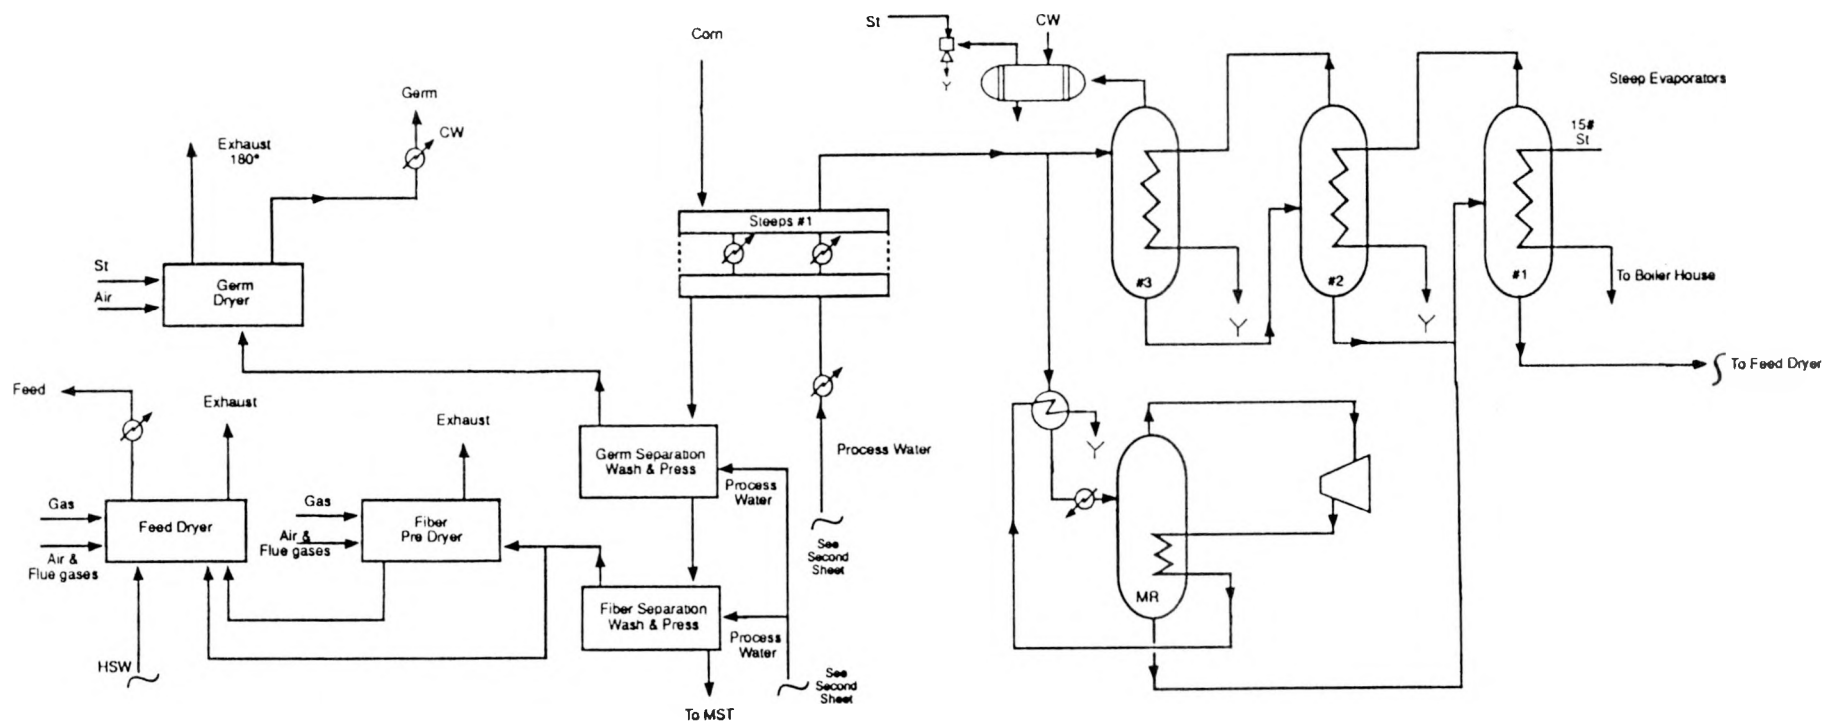 St
CW
Corn
Steep Evaporators
Germ
CW
Exhaust
180°
15#
St
Steeps #1
St
Air
Germ
Dryer
#3
#2
#1
To Boiler House
Y
Y
Y
To Feed Dryer
Feed
Exhaust
Exhaust
Germ Separation
Wash & Press
Process Water
Y
Process
Water
Gas
Feed Dryer
Air &
Flue gases
Gas
Air &
Flue gases
Fiber
Pre Dryer
See
Second
Sheet
MR
Fiber Separation
Wash & Press
Process
Water
HSW
See
Second
Sheet
To MST